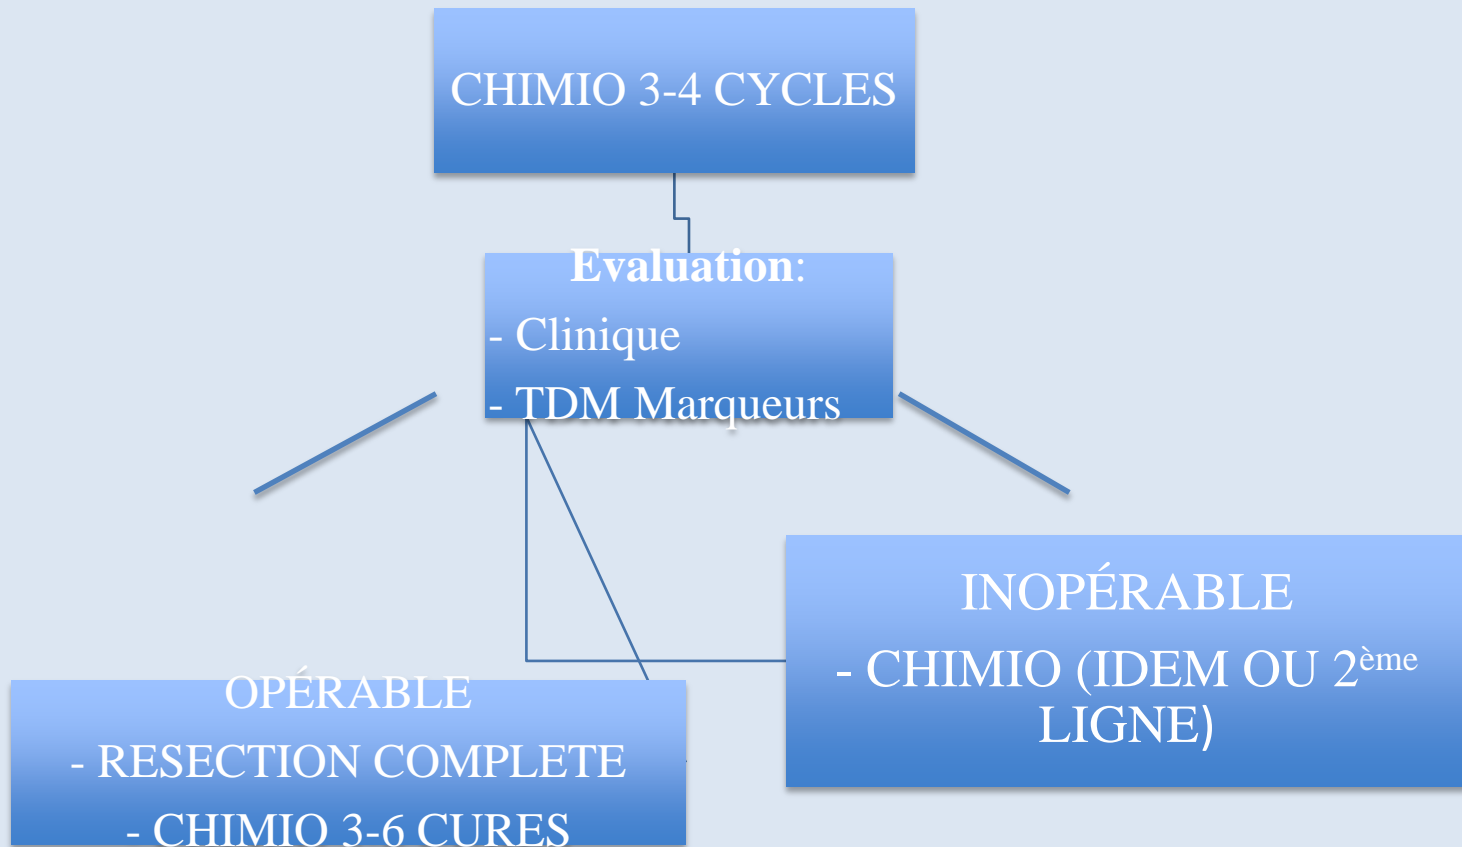 CHIMIO 3-4 CYCLES
Evaluation:
- Clinique
- TDM Marqueurs
OPÉRABLE
- RESECTION COMPLETE
- CHIMIO 3-6 CURES
INOPÉRABLE
- CHIMIO (IDEM OU 2ème
LIGNE)